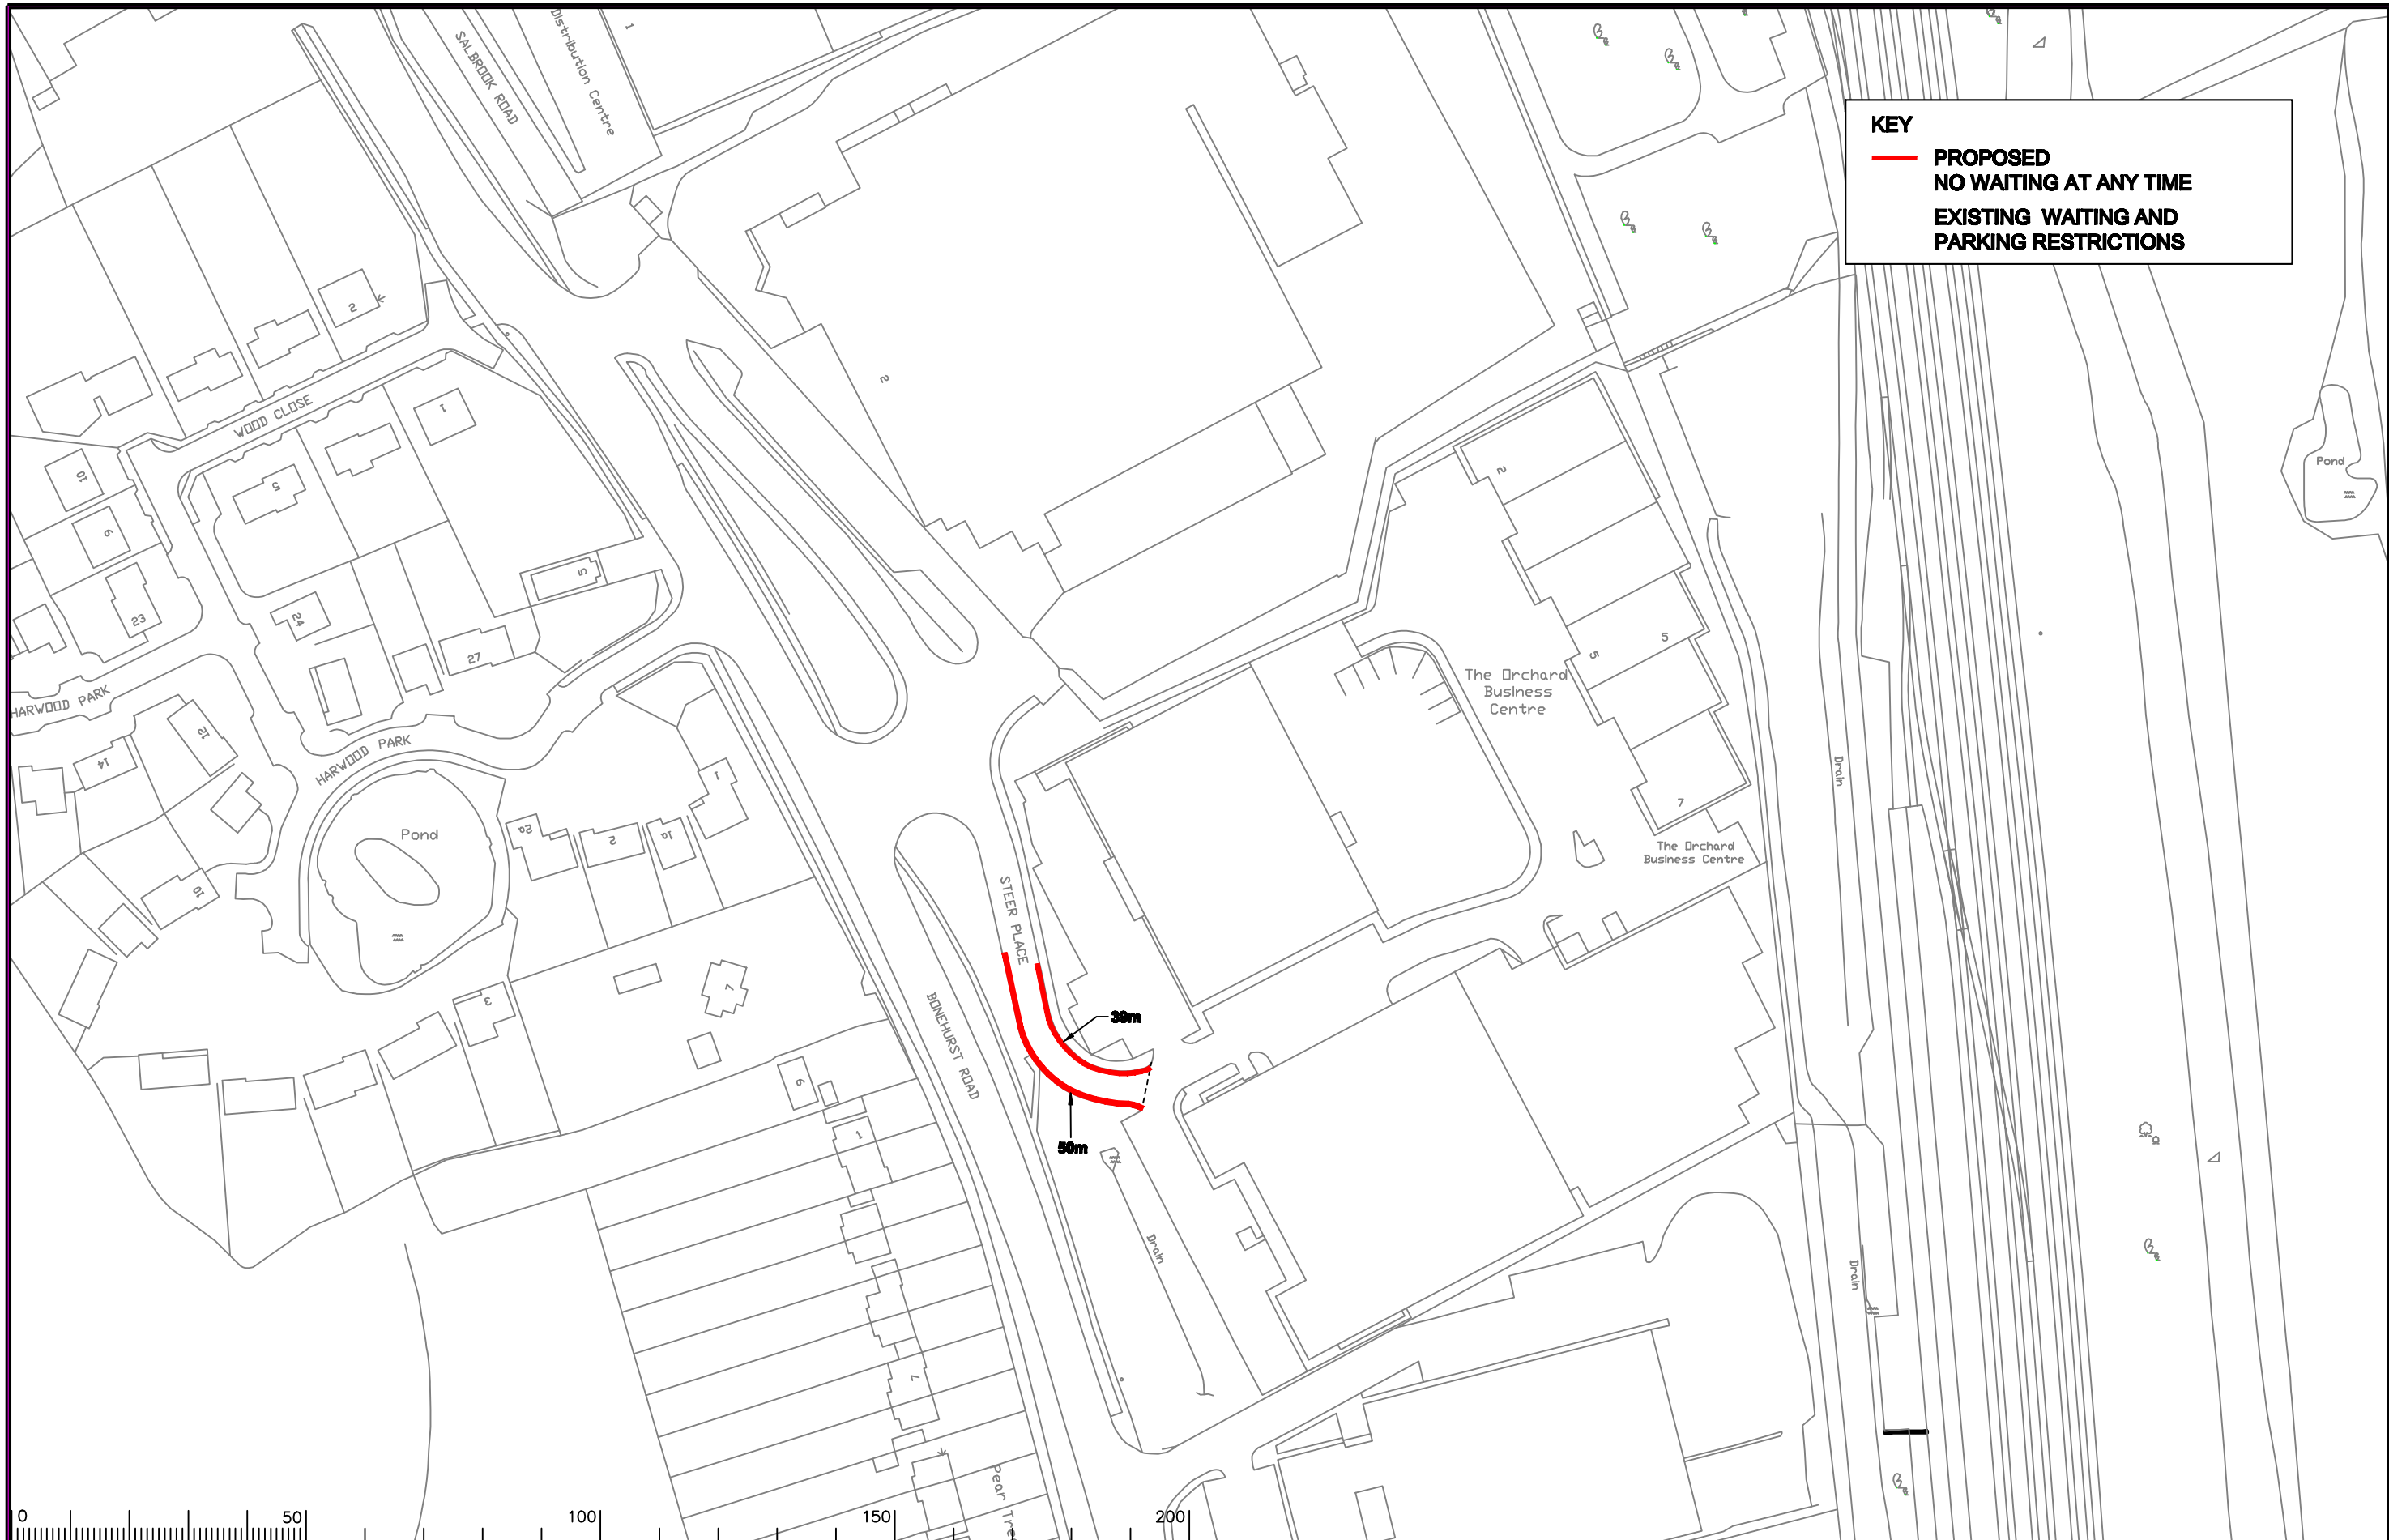 KEY
PROPOSED
NO WAITING AT ANY TIME
EXISTING WAITING AND
PARKING RESTRICTIONS
SALBROOK ROAD
Distribution Centre
1
2
2
WOOD CLOSE
1
5
10
9
23
24
27
5
HARWOOD PARK
HARWOOD PARK
12
14
10
Pond
2a
2
1a
1
3
7
9
1
7
Pear Tre
STEER PLACE
BONEHURST ROAD
39m
50m
Drain
2
5
5
7
The Orchard
Business
Centre
The Orchard
Business Centre
Drain
Drain
Pond
0
50
100
150
200